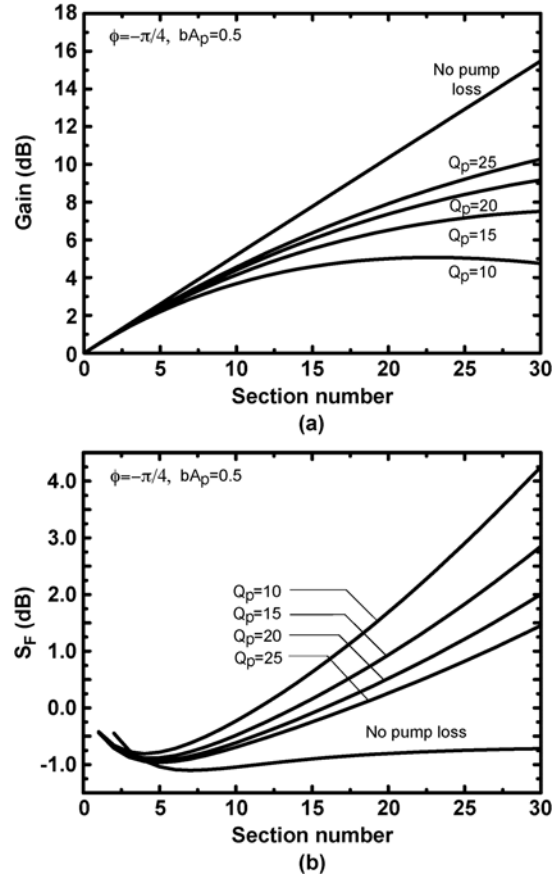 ϕ=−π/4, bAp=0.5
18
16
14
12
10
8
6
4
2
0
Gain (dB)
No pump
loss
Qp=25
Qp=20
Qp=15
Qp=10
0 5 10 15 20 25 30
Section number
(a)
ϕ=−π/4, bAp=0.5
4.0
3.0
2.0
1.0
0.0
-1.0
SF (dB)
Qp=10
Qp=15
Qp=20
Qp=25
No pump loss
0 5 10 15 20 25 30
Section number
(b)